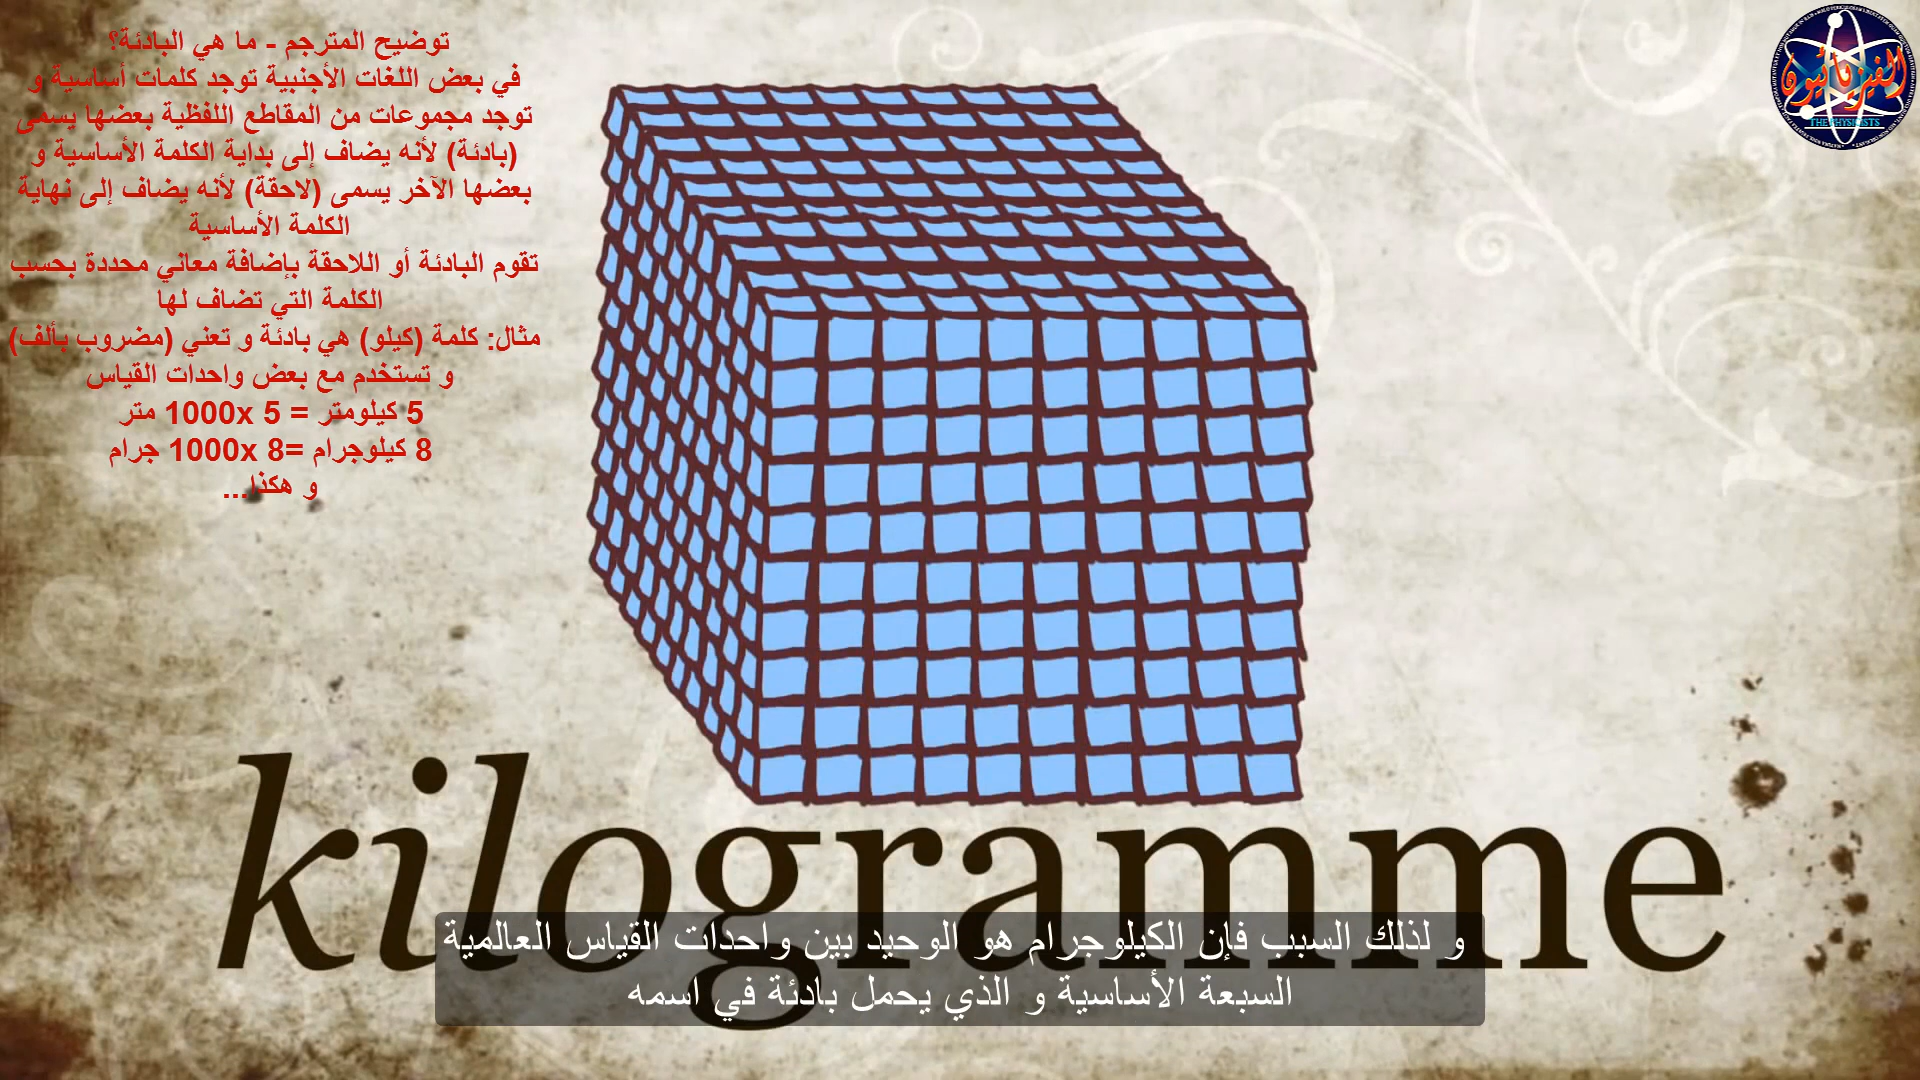 توضيح المترجم - ما هي البادئة؟
في بعض اللغات الأجنبية توجد كلمات أساسية و
توجد مجموعات من المقاطع اللفظية بعضها يسمى
(بادئة) لأنه يضاف إلى بداية الكلمة الأساسية و
بعضها الآخر يسمى (لاحقة) لأنه يضاف إلى نهاية
الكلمة الأساسية
تقوم البادئة أو اللاحقة بإضافة معاني محددة بحسب
الكلمة التي تضاف لها
مثال: كلمة (كيلو) هي بادئة و تعني (مضروب بألف)
و تستخدم مع بعض واحدات القياس
5 كيلومتر = 5 1000x متر
8 كيلوجرام =8 1000x جرام
و هكذا...
الفيزيائيون
THE PHYSICISTS
kilogramme
و لذلك السبب فإن الكيلوجرام هو الوحيد بين واحدات القياس العالمية
السبعة الأساسية و الذي يحمل بادئة في اسمه